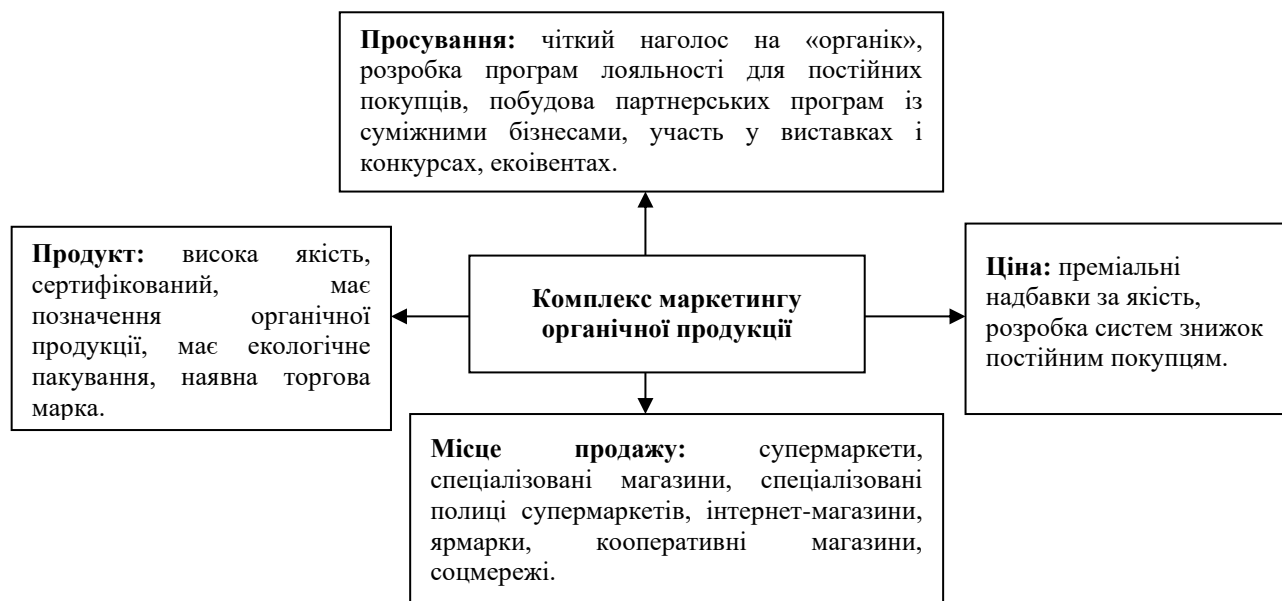 Просування: чіткий наголос на «органік»,
розробка програм лояльності для постійних
покупців, побудова партнерських програм із
суміжними бізнесами, участь у виставках і
конкурсах, екоівентах.
Продукт: висока якість,
сертифікований, має
позначення органічної
продукції, має екологічне
пакування, наявна торгова
марка.
Комплекс маркетингу
органічної продукції
Ціна: преміальні
надбавки за якість,
розробка систем знижок
постійним покупцям.
Місце продажу: супермаркети,
спеціалізовані магазини, спеціалізовані
полиці супермаркетів, інтернет-магазини,
ярмарки, кооперативні магазини,
соцмережі.